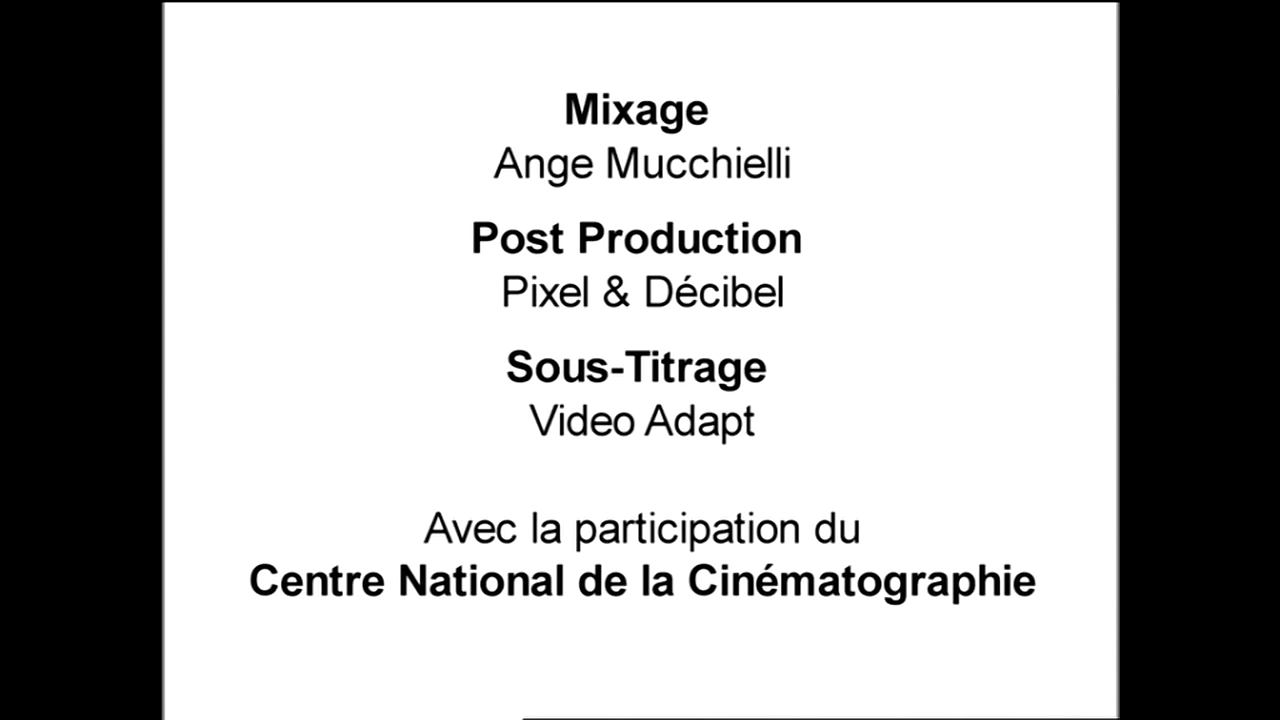 Mixage
Ange Mucchielli
Post Production
Pixel & Décibel
Sous-Titrage
Video Adapt
Avec la participation du
Centre National de la Cinématographie